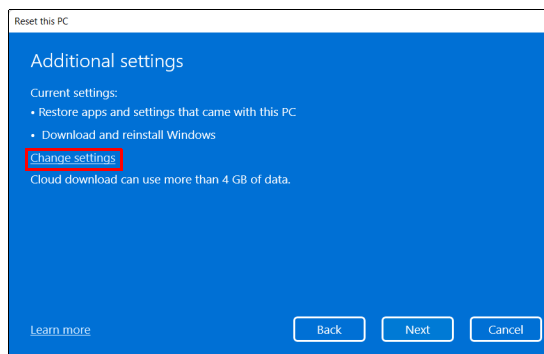 Reset this PC
Additional settings
Current settings:
• Restore apps and settings that came with this PC
• Download and reinstall Windows
Change settings
Cloud download can use more than 4 GB of data.
Learn more
Back
Next
Cancel